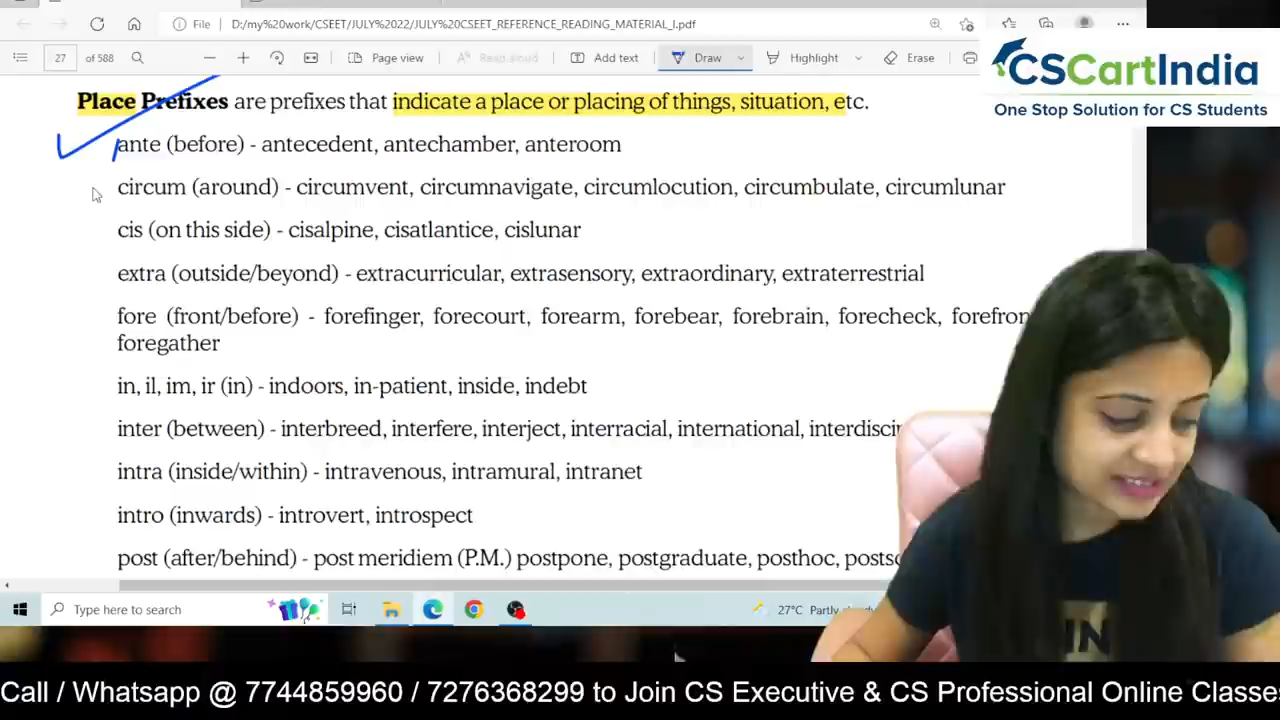 File
D:/my%20work/CSEET/JULY%2022/JULY%20CSEET_REFERENCE_READING_MATERIAL_I.pdf
27 of 588
Page view
Read aloud
Add text
Draw
Highlight
Erase
CSCartIndia
One Stop Solution for CS Students
Place Prefixes are prefixes that indicate a place or placing of things, situation, etc.
ante (before) - antecedent, antechamber, anteroom
circum (around) - circumvent, circumnavigate, circumlocution, circumbulate, circumlunar
cis (on this side) - cisalpine, cisatlantice, cislunar
extra (outside/beyond) - extracurricular, extrasensory, extraordinary, extraterrestrial
fore (front/before) - forefinger, forecourt, forearm, forebear, forebrain, forecheck,
foregather
in, il, im, ir (in) - indoors, in-patient, inside, indebt
inter (between) - interbreed, interfere, interject, interracial, international,
intra (inside/within) - intravenous, intramural, intranet
intro (inwards) - introvert, introspect
post (after/behind) - post meridiem (P.M.) postpone, postgraduate, posthoc,
Type here to search
27°C Partly
Call / Whatsapp @ 7744859960 / 7276368299 to Join CS Executive & CS Professional Online Classes